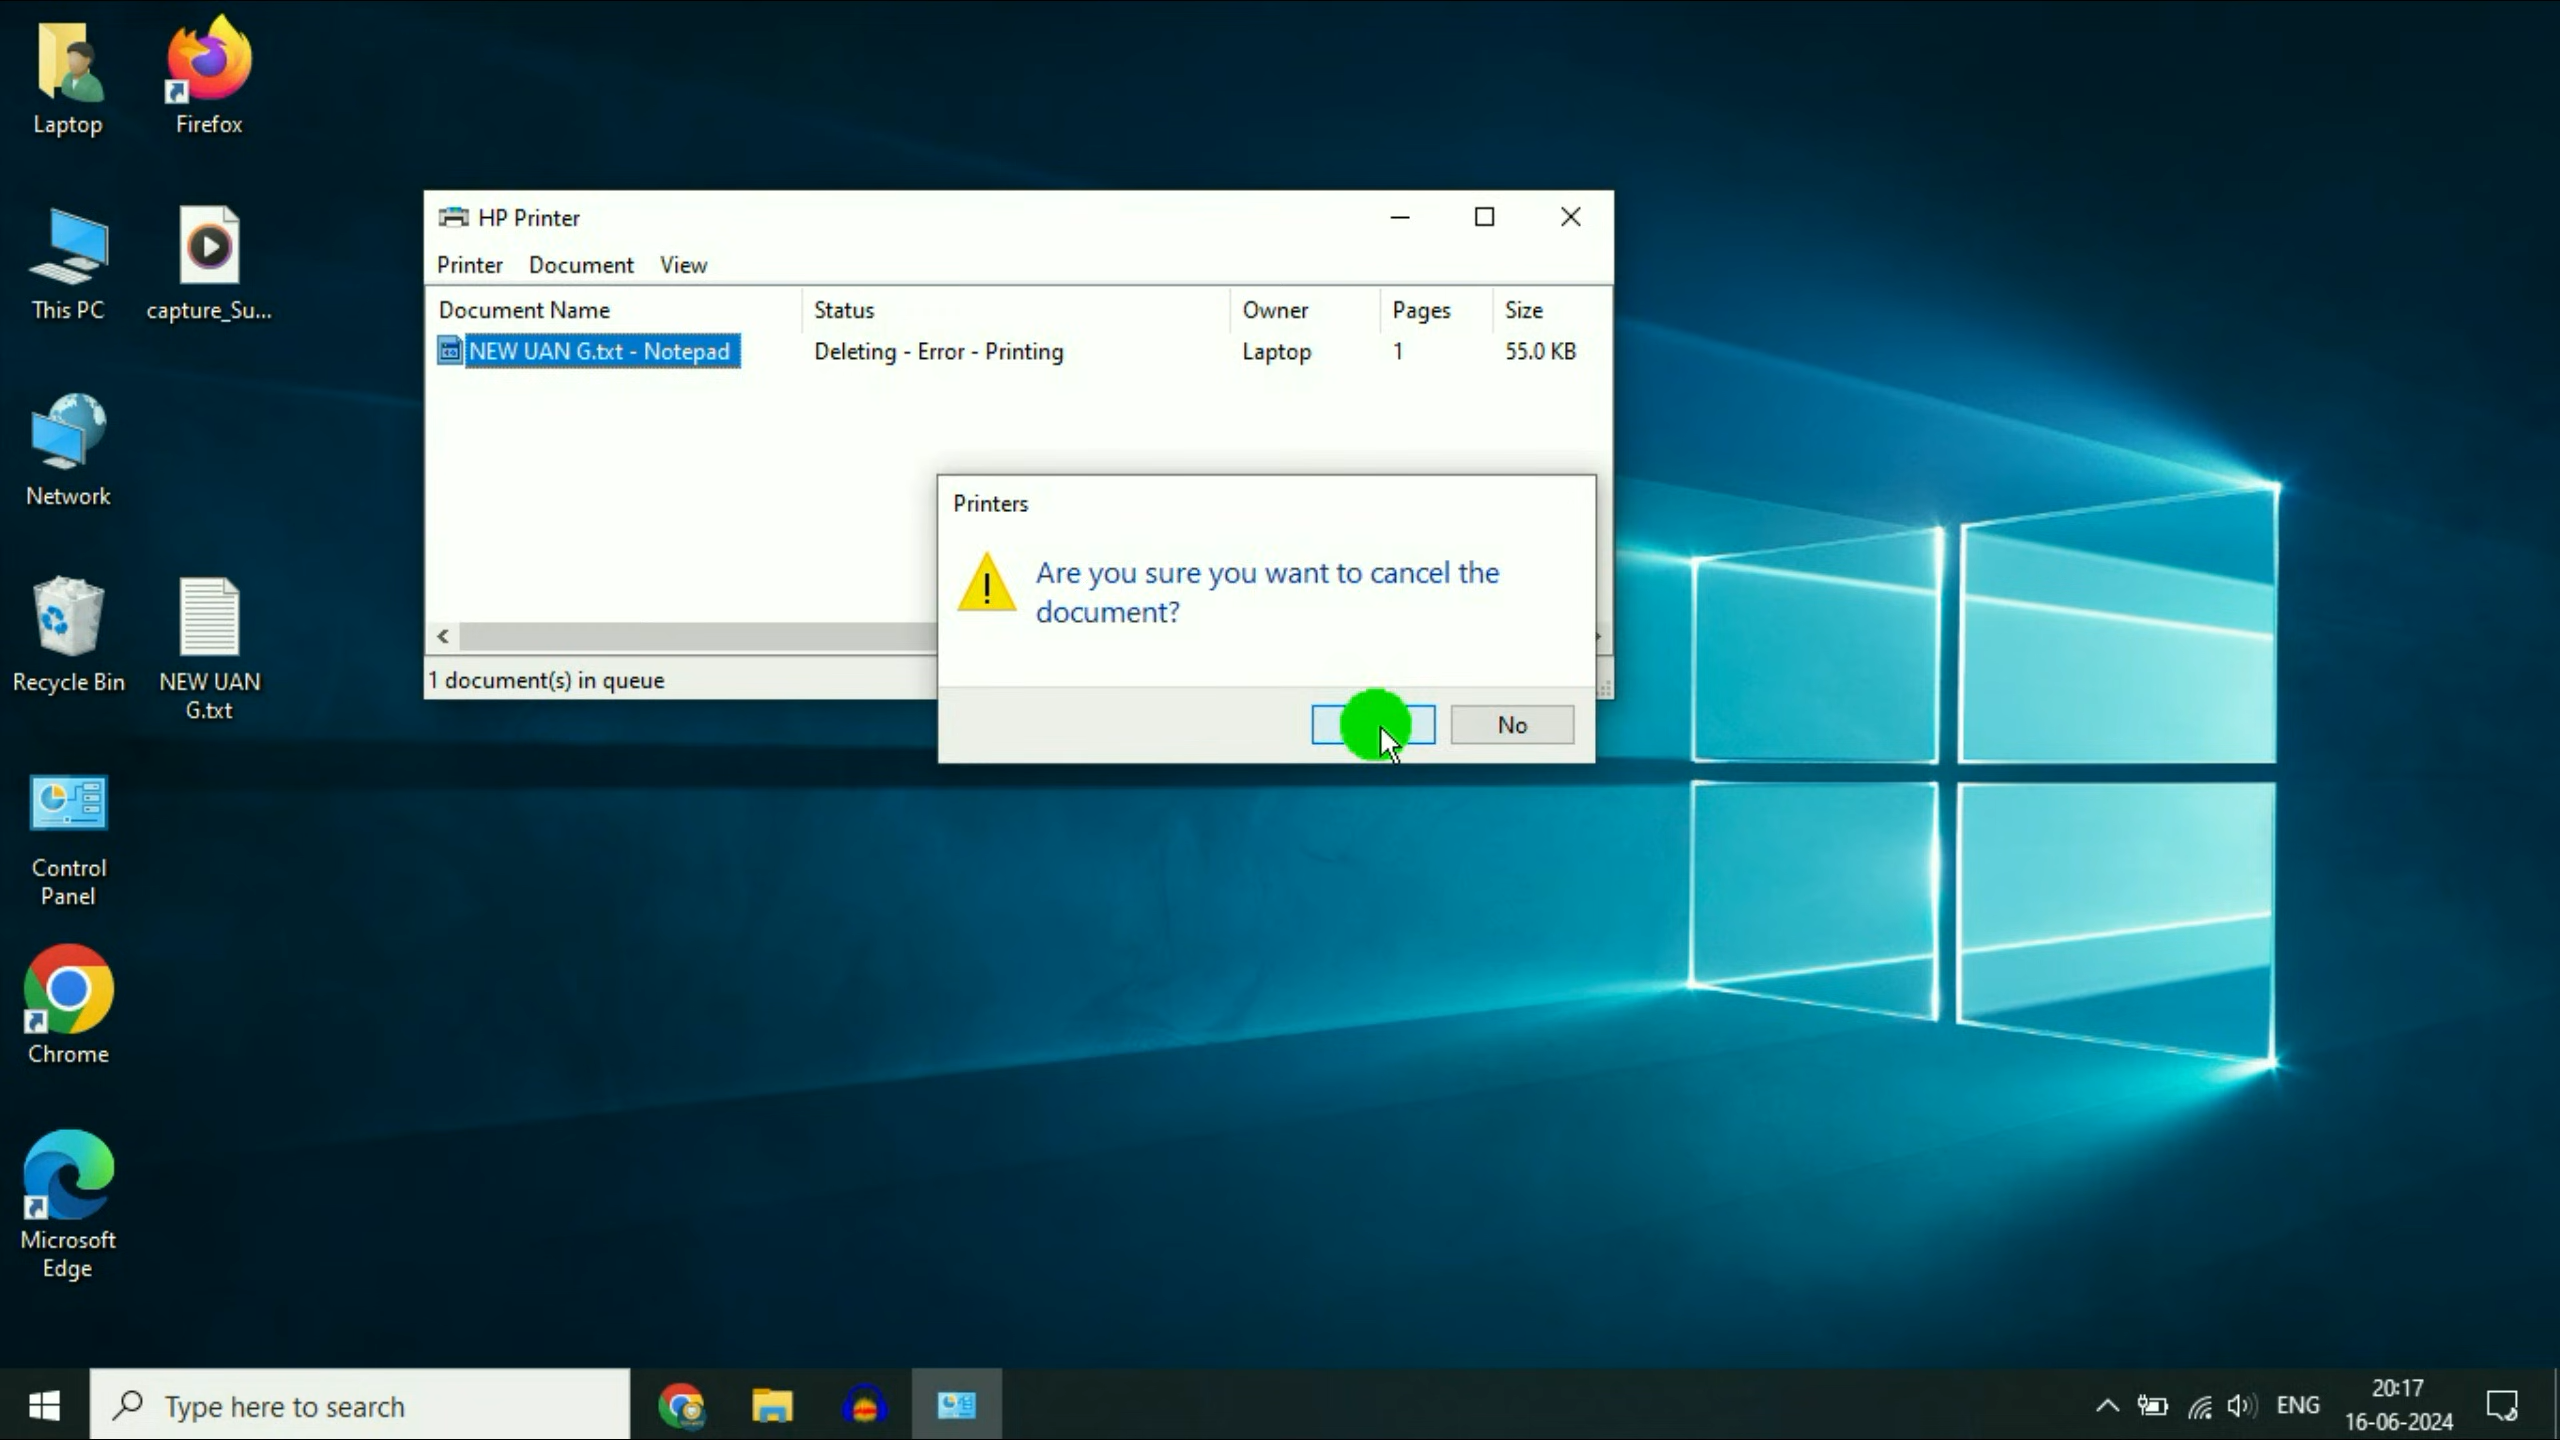 Laptop
Firefox
This PC
capture_Su...
Network
Recycle Bin
NEW UAN
G.txt
Control
Panel
Chrome
Microsoft
Edge
HP Printer
Printer Document View
Document Name Status Owner Pages Size
NEW UAN G.txt - Notepad Deleting - Error - Printing Laptop 1 55.0 KB
1 document(s) in queue
Printers
Are you sure you want to cancel the
document?
No
Type here to search
ENG
20:17
16-06-2024